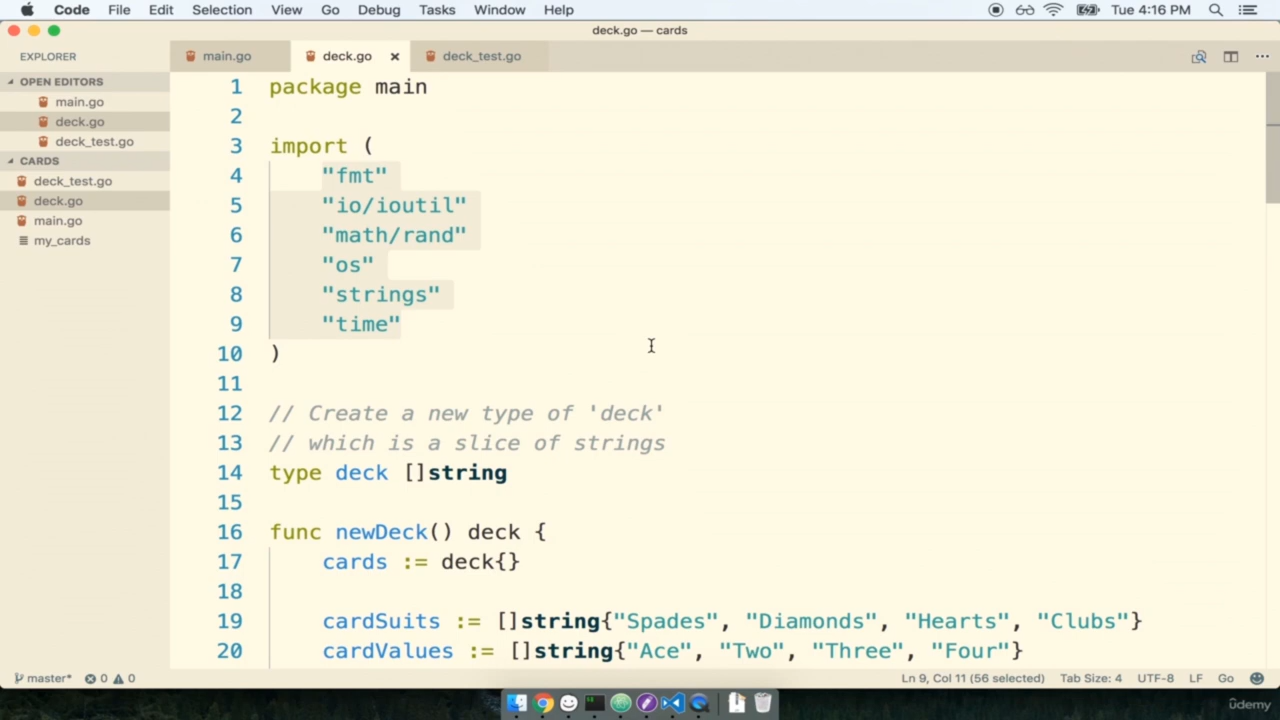 Code File Edit Selection View Go Debug Tasks Window Help Tue 4:16 PM
deck.go — cards
EXPLORER
main.go deck.go deck_test.go
OPEN EDITORS
main.go
deck.go
deck_test.go
CARDS
deck_test.go
deck.go
main.go
my_cards
1 package main
2
3 import (
4 "fmt"
5 "io/ioutil"
6 "math/rand"
7 "os"
8 "strings"
9 "time"
10 )
11
12 // Create a new type of 'deck'
13 // which is a slice of strings
14 type deck []string
15
16 func newDeck() deck {
17 cards := deck{}
18
19 cardSuits := []string{"Spades", "Diamonds", "Hearts", "Clubs"}
20 cardValues := []string{"Ace", "Two", "Three", "Four"}
master* 0 0 Ln 9, Col 11 (56 selected) Tab Size: 4 UTF-8 LF Go
ûdemy